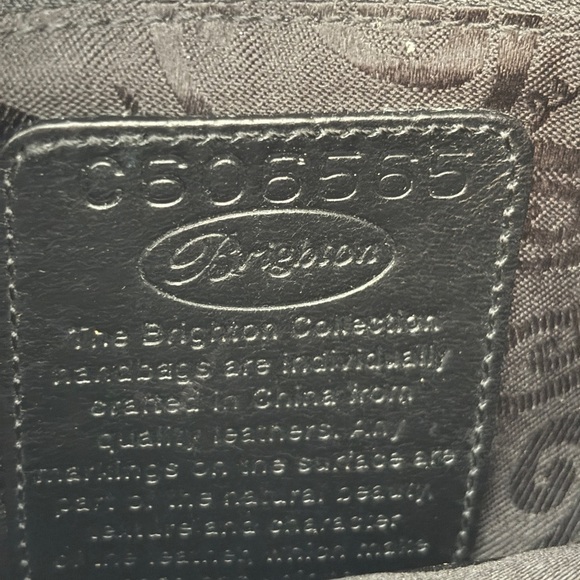 C506565
Brighton
The Brighton Collection
handbags are individually
crafted in China from
quality leathers. Any
markings on the surface are
part of the natural beauty,
texture and character
of the leather, which make